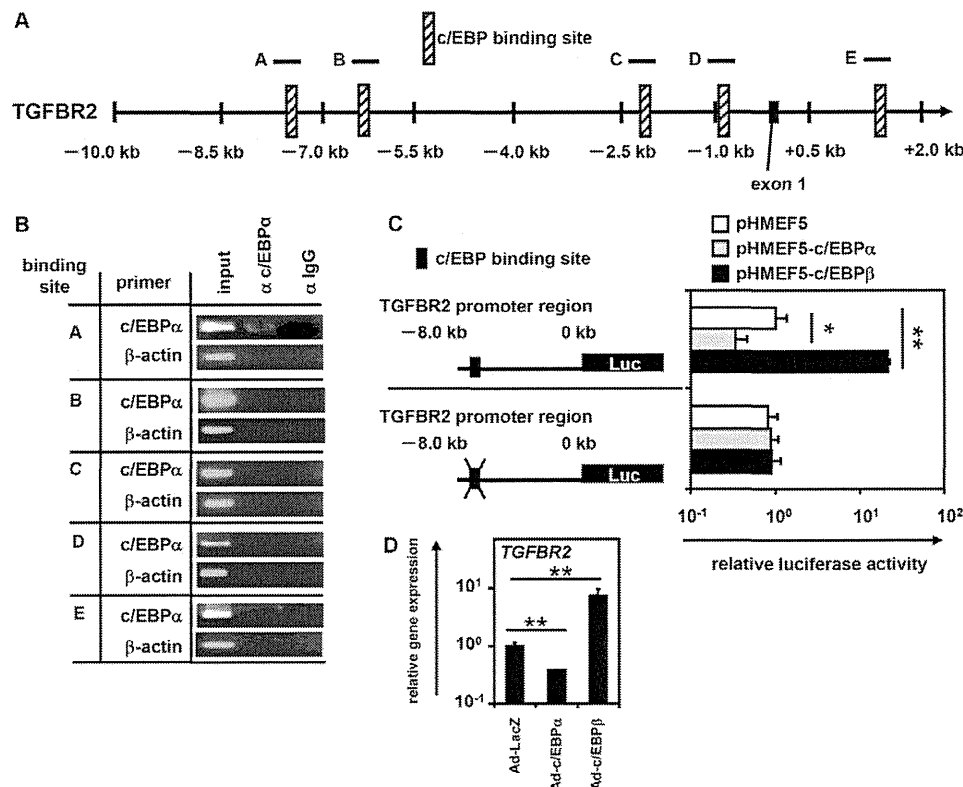 A
c/EBP binding site
A
B
C
D
E
TGFBR2
−10.0 kb
−8.5 kb
−7.0 kb
−5.5 kb
−4.0 kb
−2.5 kb
−1.0 kb
+0.5 kb
+2.0 kb
exon 1
B
binding site
primer
input
α c/EBPα
α IgG
A
c/EBPα
β-actin
B
c/EBPα
β-actin
C
c/EBPα
β-actin
D
c/EBPα
β-actin
E
c/EBPα
β-actin
C
c/EBP binding site
pHMEF5
pHMEF5-c/EBPα
pHMEF5-c/EBPβ
TGFBR2 promoter region
−8.0 kb
0 kb
Luc
*
**
TGFBR2 promoter region
−8.0 kb
0 kb
Luc
10-1
100
101
102
relative luciferase activity
D
relative gene expression
TGFBR2
**
**
101
100
10-1
Ad-LacZ
Ad-c/EBPα
Ad-c/EBPβ